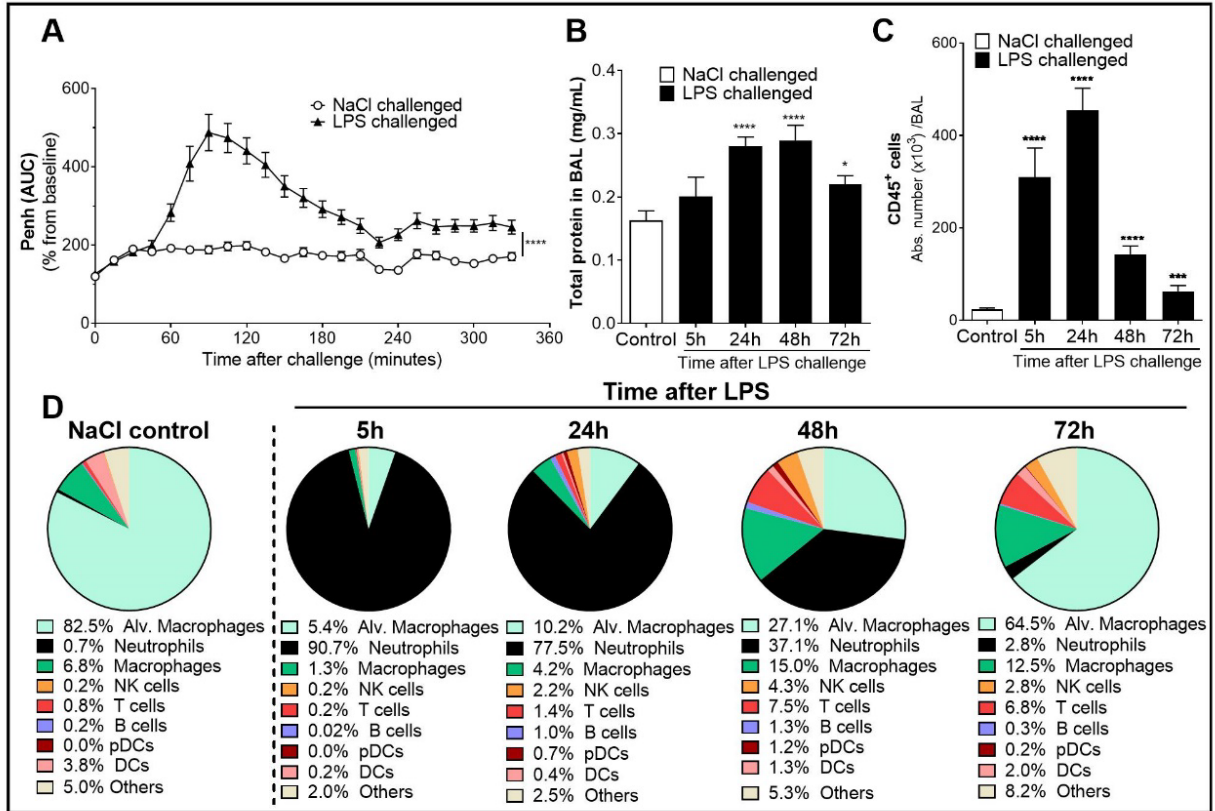 A
Penh (AUC)
(% from baseline)
600
400
200
0
NaCl challenged
LPS challenged
****
0 60 120 180 240 300 360
Time after challenge (minutes)
B
NaCl challenged
LPS challenged
Total protein in BAL (mg/mL)
0.4
0.3
0.2
0.1
0.0
**** **** *
Control 5h 24h 48h 72h
Time after LPS challenge
C
NaCl challenged
LPS challenged
CD45+ cells
Abs. number (x10³) /BAL
600
400
200
0
**** **** **** ***
Control 5h 24h 48h 72h
Time after LPS challenge
D
Time after LPS
NaCl control
82.5% Alv. Macrophages
0.7% Neutrophils
6.8% Macrophages
0.2% NK cells
0.8% T cells
0.2% B cells
0.0% pDCs
3.8% DCs
5.0% Others
5h
5.4% Alv. Macrophages
90.7% Neutrophils
1.3% Macrophages
0.2% NK cells
0.2% T cells
0.02% B cells
0.0% pDCs
0.2% DCs
2.0% Others
24h
10.2% Alv. Macrophages
77.5% Neutrophils
4.2% Macrophages
2.2% NK cells
1.4% T cells
1.0% B cells
0.7% pDCs
0.4% DCs
2.5% Others
48h
27.1% Alv. Macrophages
37.1% Neutrophils
15.0% Macrophages
4.3% NK cells
7.5% T cells
1.3% B cells
1.2% pDCs
1.3% DCs
5.3% Others
72h
64.5% Alv. Macrophages
2.8% Neutrophils
12.5% Macrophages
2.8% NK cells
6.8% T cells
0.3% B cells
0.2% pDCs
2.0% DCs
8.2% Others